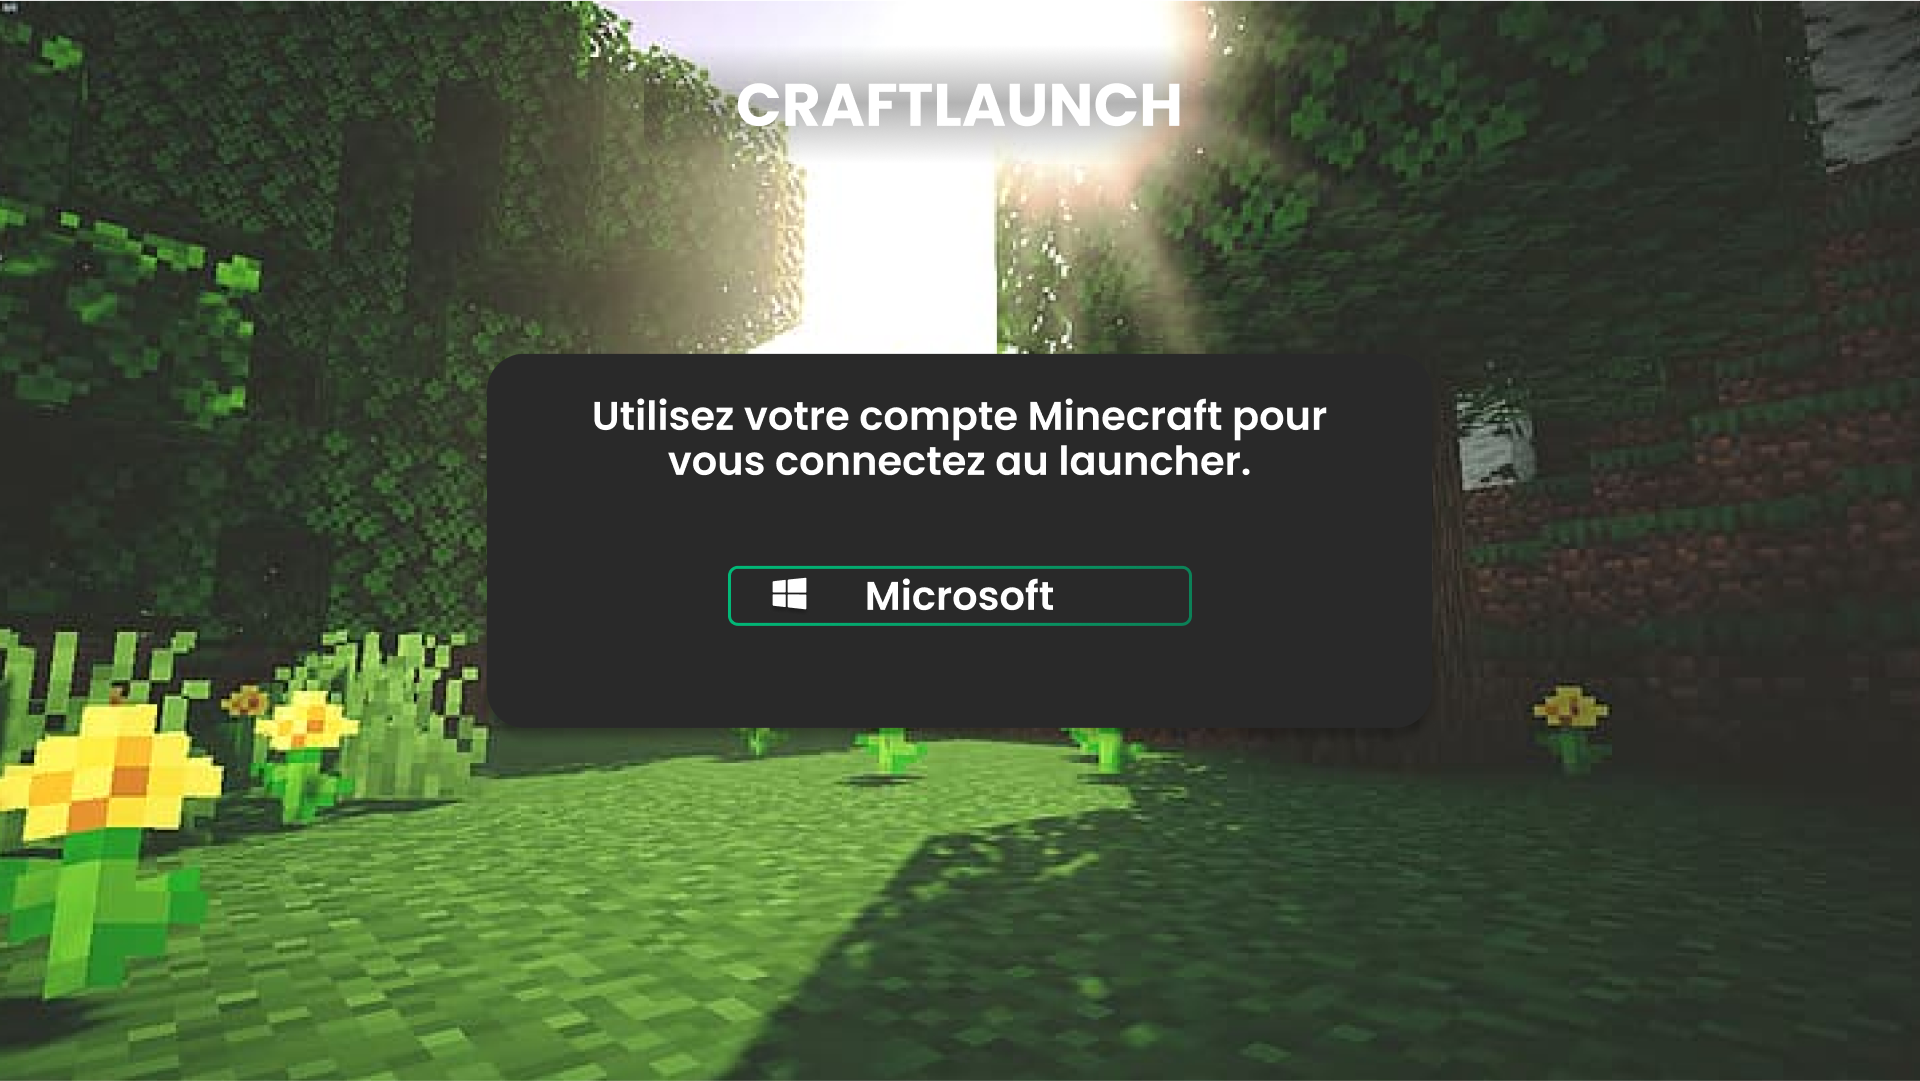 CRAFTLAUNCH
Utilisez votre compte Minecraft pour
vous connectez au launcher.
Microsoft